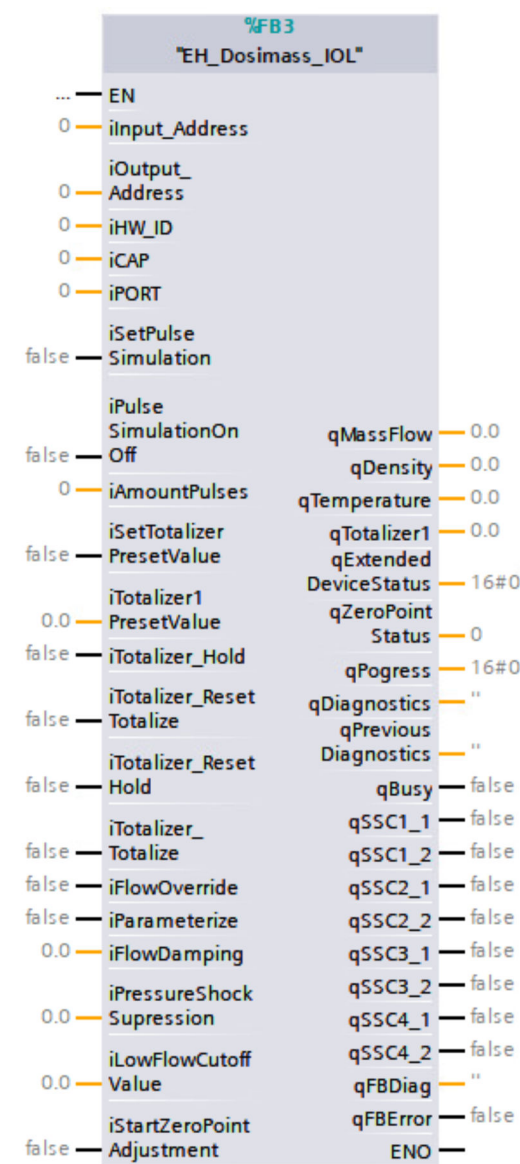 %FB3
"EH_Dosimass_IOL"
... EN
0 iInput_Address
iOutput_
0 Address
0 iHW_ID
0 iCAP
0 iPORT
iSetPulse
false Simulation
iPulse
SimulationOn
false Off
0 iAmountPulses
iSetTotalizer
false PresetValue
iTotalizer1
0.0 PresetValue
false iTotalizer_Hold
iTotalizer_Reset
false Totalize
iTotalizer_Reset
false Hold
iTotalizer_
false Totalize
false iFlowOverride
false iParameterize
0.0 iFlowDamping
iPressureShock
0.0 Supression
iLowFlowCutoff
0.0 Value
iStartZeroPoint
false Adjustment
qMassFlow 0.0
qDensity 0.0
qTemperature 0.0
qTotalizer1 0.0
qExtended
DeviceStatus 16#0
qZeroPoint
Status 0
qPogress 16#0
qDiagnostics ''
qPrevious
Diagnostics ''
qBusy false
qSSC1_1 false
qSSC1_2 false
qSSC2_1 false
qSSC2_2 false
qSSC3_1 false
qSSC3_2 false
qSSC4_1 false
qSSC4_2 false
qFBDiag ''
qFBError false
ENO